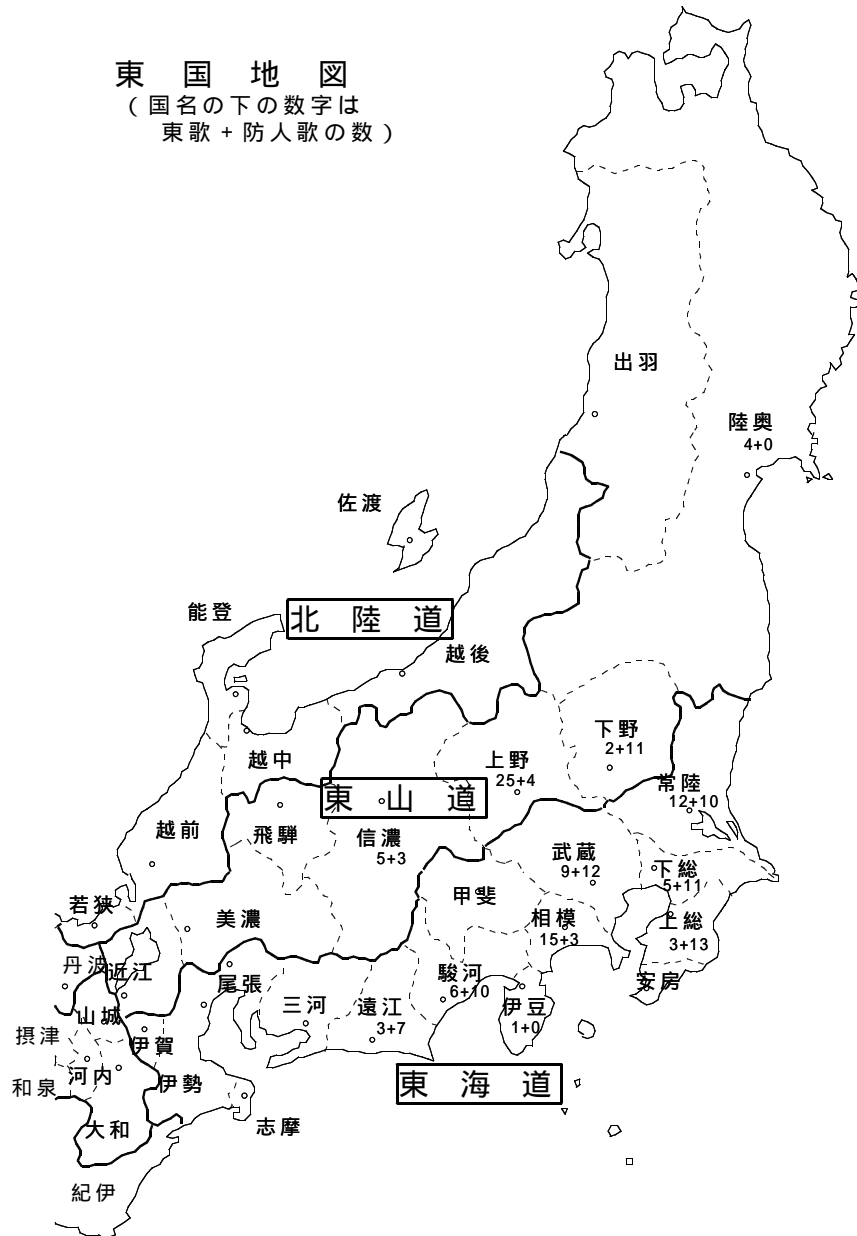 東国地図
(国名の下の数字は
東歌+防人歌の数)
出羽
陸奥
4+0
佐渡
能登
北陸道
越後
下野
2+11
越中
上野
25+4
常陸
12+10
東山道
越前
飛騨
信濃
5+3
武蔵
9+12
下総
5+11
若狭
甲斐
美濃
相模
15+3
上総
3+13
丹波
近江
尾張
駿河
6+10
安房
山城
三河
遠江
3+7
伊豆
1+0
摂津
伊賀
河内
和泉
伊勢
東海道
大和
志摩
紀伊